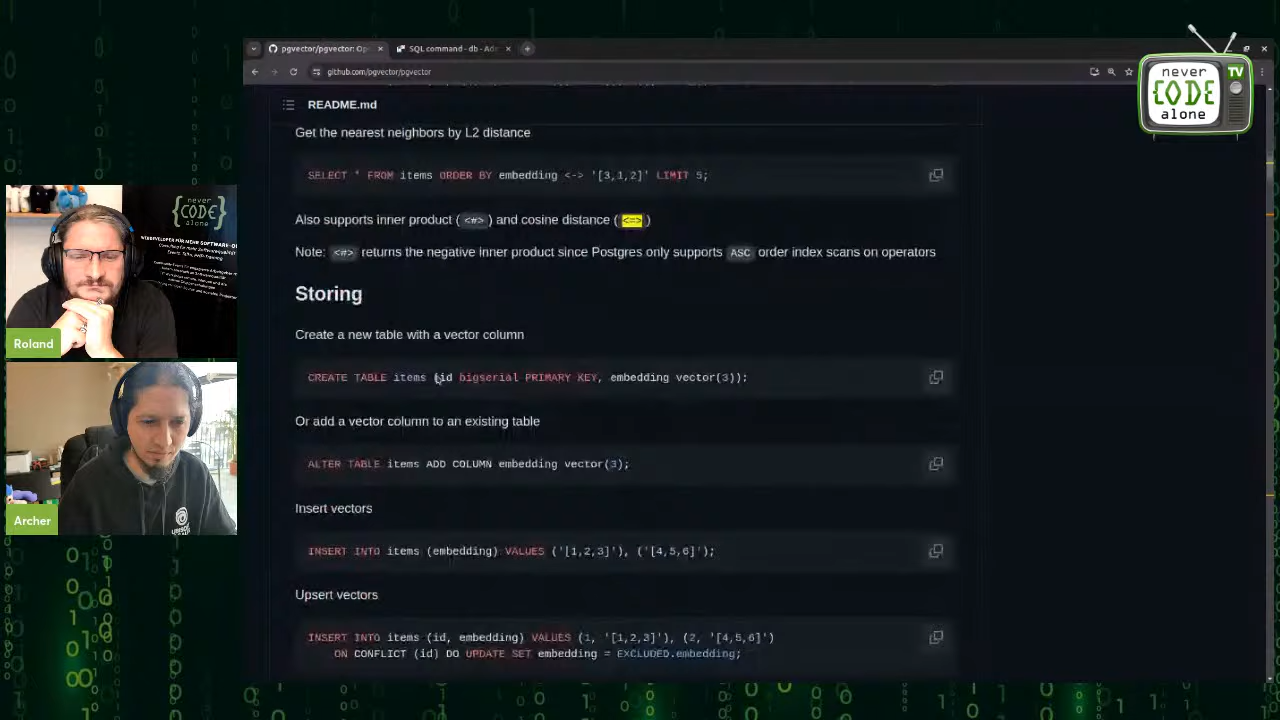 pgvector/pgvector: Op
SQL command - db - Ad
github.com/pgvector/pgvector
never
CODE
alone
TV
README.md
Get the nearest neighbors by L2 distance
SELECT * FROM items ORDER BY embedding <-> '[3,1,2]' LIMIT 5;
Also supports inner product ( <#> ) and cosine distance ( <=> )
Note: <#> returns the negative inner product since Postgres only supports ASC order index scans on operators
Storing
Create a new table with a vector column
CREATE TABLE items (id bigserial PRIMARY KEY, embedding vector(3));
Or add a vector column to an existing table
ALTER TABLE items ADD COLUMN embedding vector(3);
Insert vectors
INSERT INTO items (embedding) VALUES ('[1,2,3]'), ('[4,5,6]');
Upsert vectors
INSERT INTO items (id, embedding) VALUES (1, '[1,2,3]'), (2, '[4,5,6]')
ON CONFLICT (id) DO UPDATE SET embedding = EXCLUDED.embedding;
never
{CODE}
alone
Roland
Archer